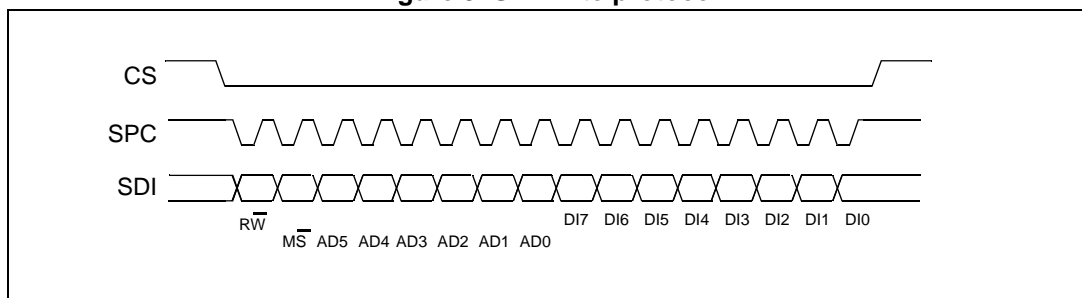 CS
SPC
SDI
RW̅ DI7 DI6 DI5 DI4 DI3 DI2 DI1 DI0
MS̅ AD5 AD4 AD3 AD2 AD1 AD0